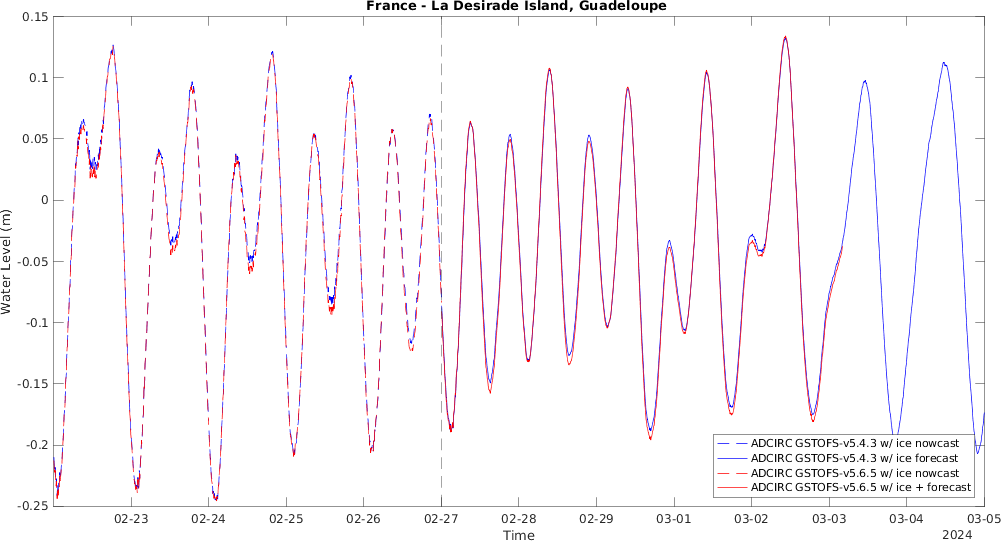 France - La Desirade Island, Guadeloupe
0.15
0.1
0.05
0
-0.05
-0.1
-0.15
-0.2
-0.25
Water Level (m)
ADCIRC GSTOFS-v5.4.3 w/ ice nowcast
ADCIRC GSTOFS-v5.4.3 w/ ice forecast
ADCIRC GSTOFS-v5.6.5 w/ ice nowcast
ADCIRC GSTOFS-v5.6.5 w/ ice + forecast
02-23 02-24 02-25 02-26 02-27 02-28 02-29 03-01 03-02 03-03 03-04 03-05
Time
2024